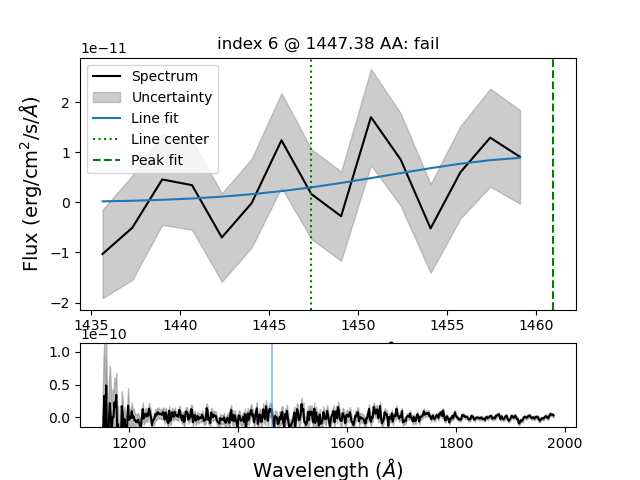 index 6 @ 1447.38 AA: fail
1e−11
Spectrum
Uncertainty
Line fit
Line center
Peak fit
Flux (erg/cm²/s/Å)
2
1
0
−1
−2
1435 1440 1445 1450 1455 1460
1e−10
1.0
0.5
0.0
1200 1400 1600 1800 2000
Wavelength (Å)